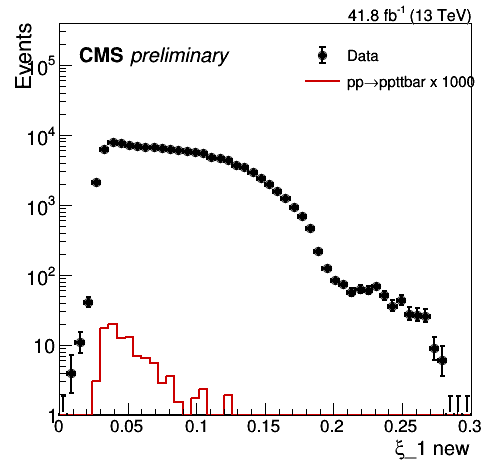 41.8 fb⁻¹ (13 TeV)
Events
CMS preliminary
Data
pp→ppttbar x 1000
10⁵
10⁴
10³
10²
10
1
0 0.05 0.1 0.15 0.2 0.25 0.3
ξ_1 new